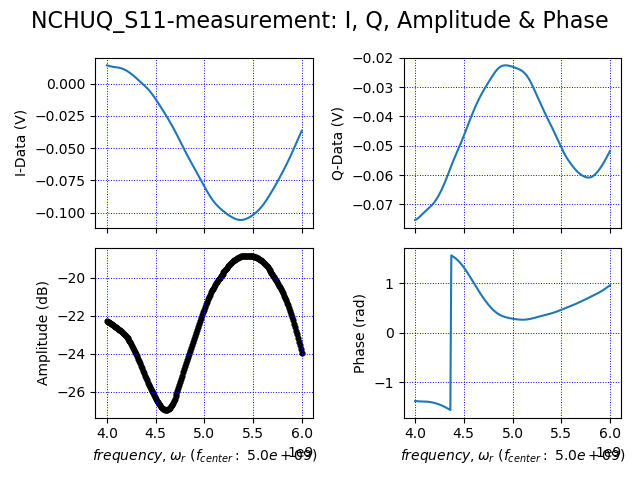 NCHUQ_S11-measurement: I, Q, Amplitude & Phase
I-Data (V)
0.000
−0.025
−0.050
−0.075
−0.100
Q-Data (V)
−0.02
−0.03
−0.04
−0.05
−0.06
−0.07
Amplitude (dB)
−20
−22
−24
−26
4.0 4.5 5.0 5.5 6.0
1e9
frequency, ωr (fcenter : 5.0e + 09)
Phase (rad)
1
0
−1
4.0 4.5 5.0 5.5 6.0
1e9
frequency, ωr (fcenter : 5.0e + 09)